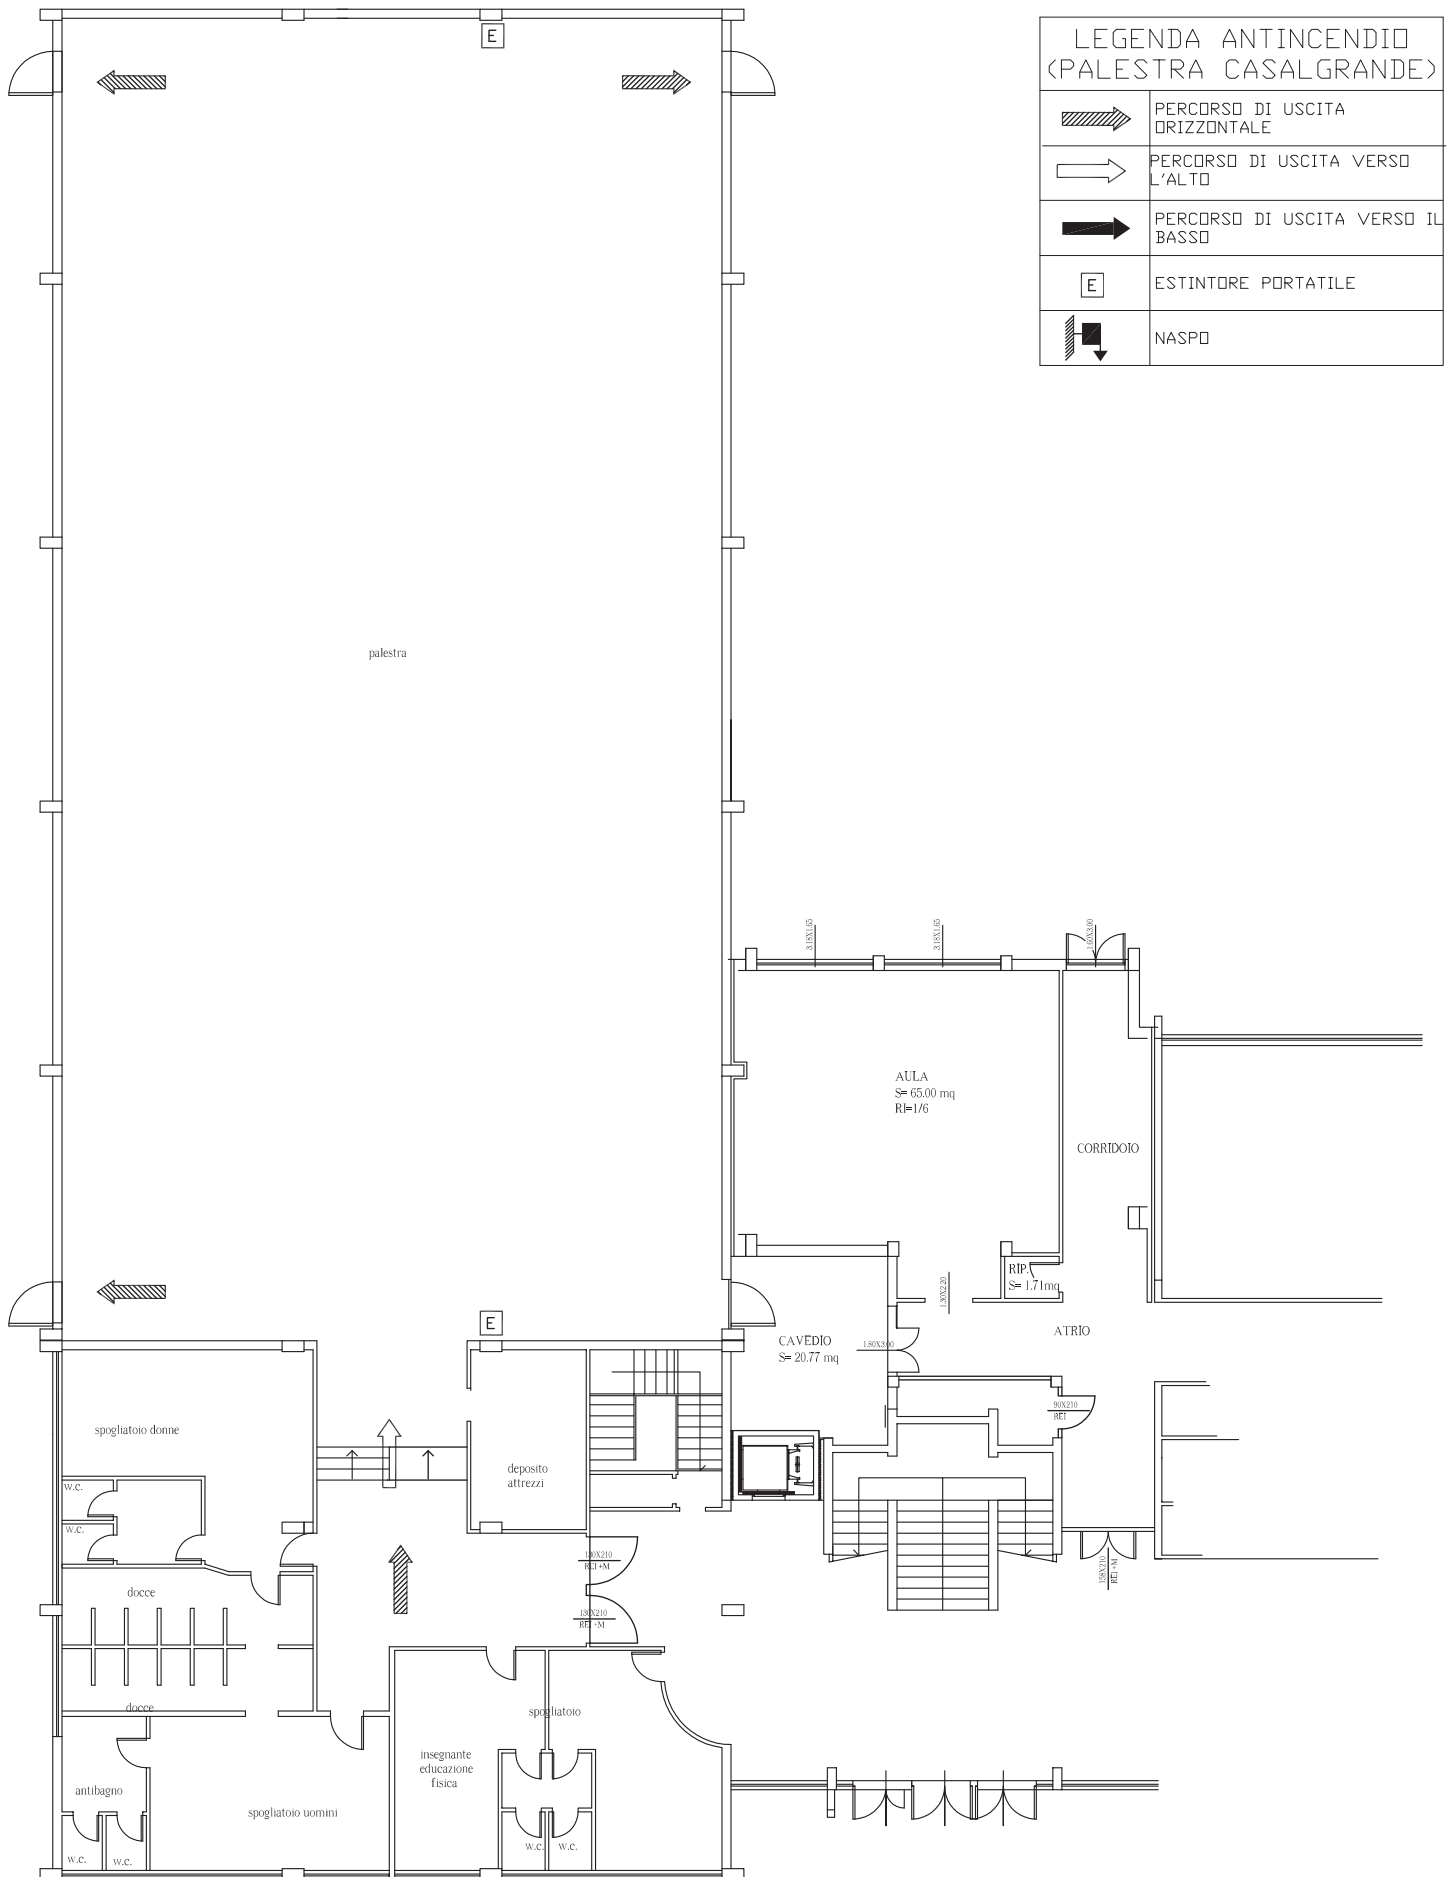 E
LEGENDA ANTINCENDIO
(PALESTRA CASALGRANDE)
PERCORSO DI USCITA
ORIZZONTALE
PERCORSO DI USCITA VERSO
L'ALTO
PERCORSO DI USCITA VERSO IL
BASSO
E
ESTINTORE PORTATILE
NASPO
palestra
3.18X1.65
3.18X1.65
1.60X3.00
AULA
S= 65.00 mq
RI=1/6
CORRIDOIO
RIP.
S= 1.71mq
1.30X2.20
E
ATRIO
CAVEDIO
S= 20.77 mq
1.80X3.00
90X210
REI
spogliatoio donne
deposito
attrezzi
w.c.
w.c.
130X210
REI +M
158X210
REI +M
docce
130X210
REI +M
docce
spogliatoio
insegnante
educazione
fisica
antibagno
spogliatoio uomini
w.c.
w.c.
w.c.
w.c.